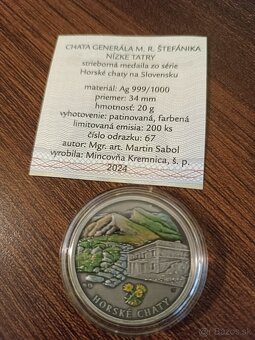 CHATA GENERÁLA M. R. ŠTEFÁNIKA
NÍZKE TATRY
strieborná medaila zo série
Horské chaty na Slovensku
materiál: Ag 999/1000
priemer: 34 mm
hmotnosť: 20 g
vyhotovenie: patinovaná, farbená
limitovaná emisia: 200 ks
číslo odrazku: 67
autor: Mgr. art. Martin Sabol
vyrobila: Mincovňa Kremnica, š. p.
2024
HORSKÉ CHATY
bazos.sk